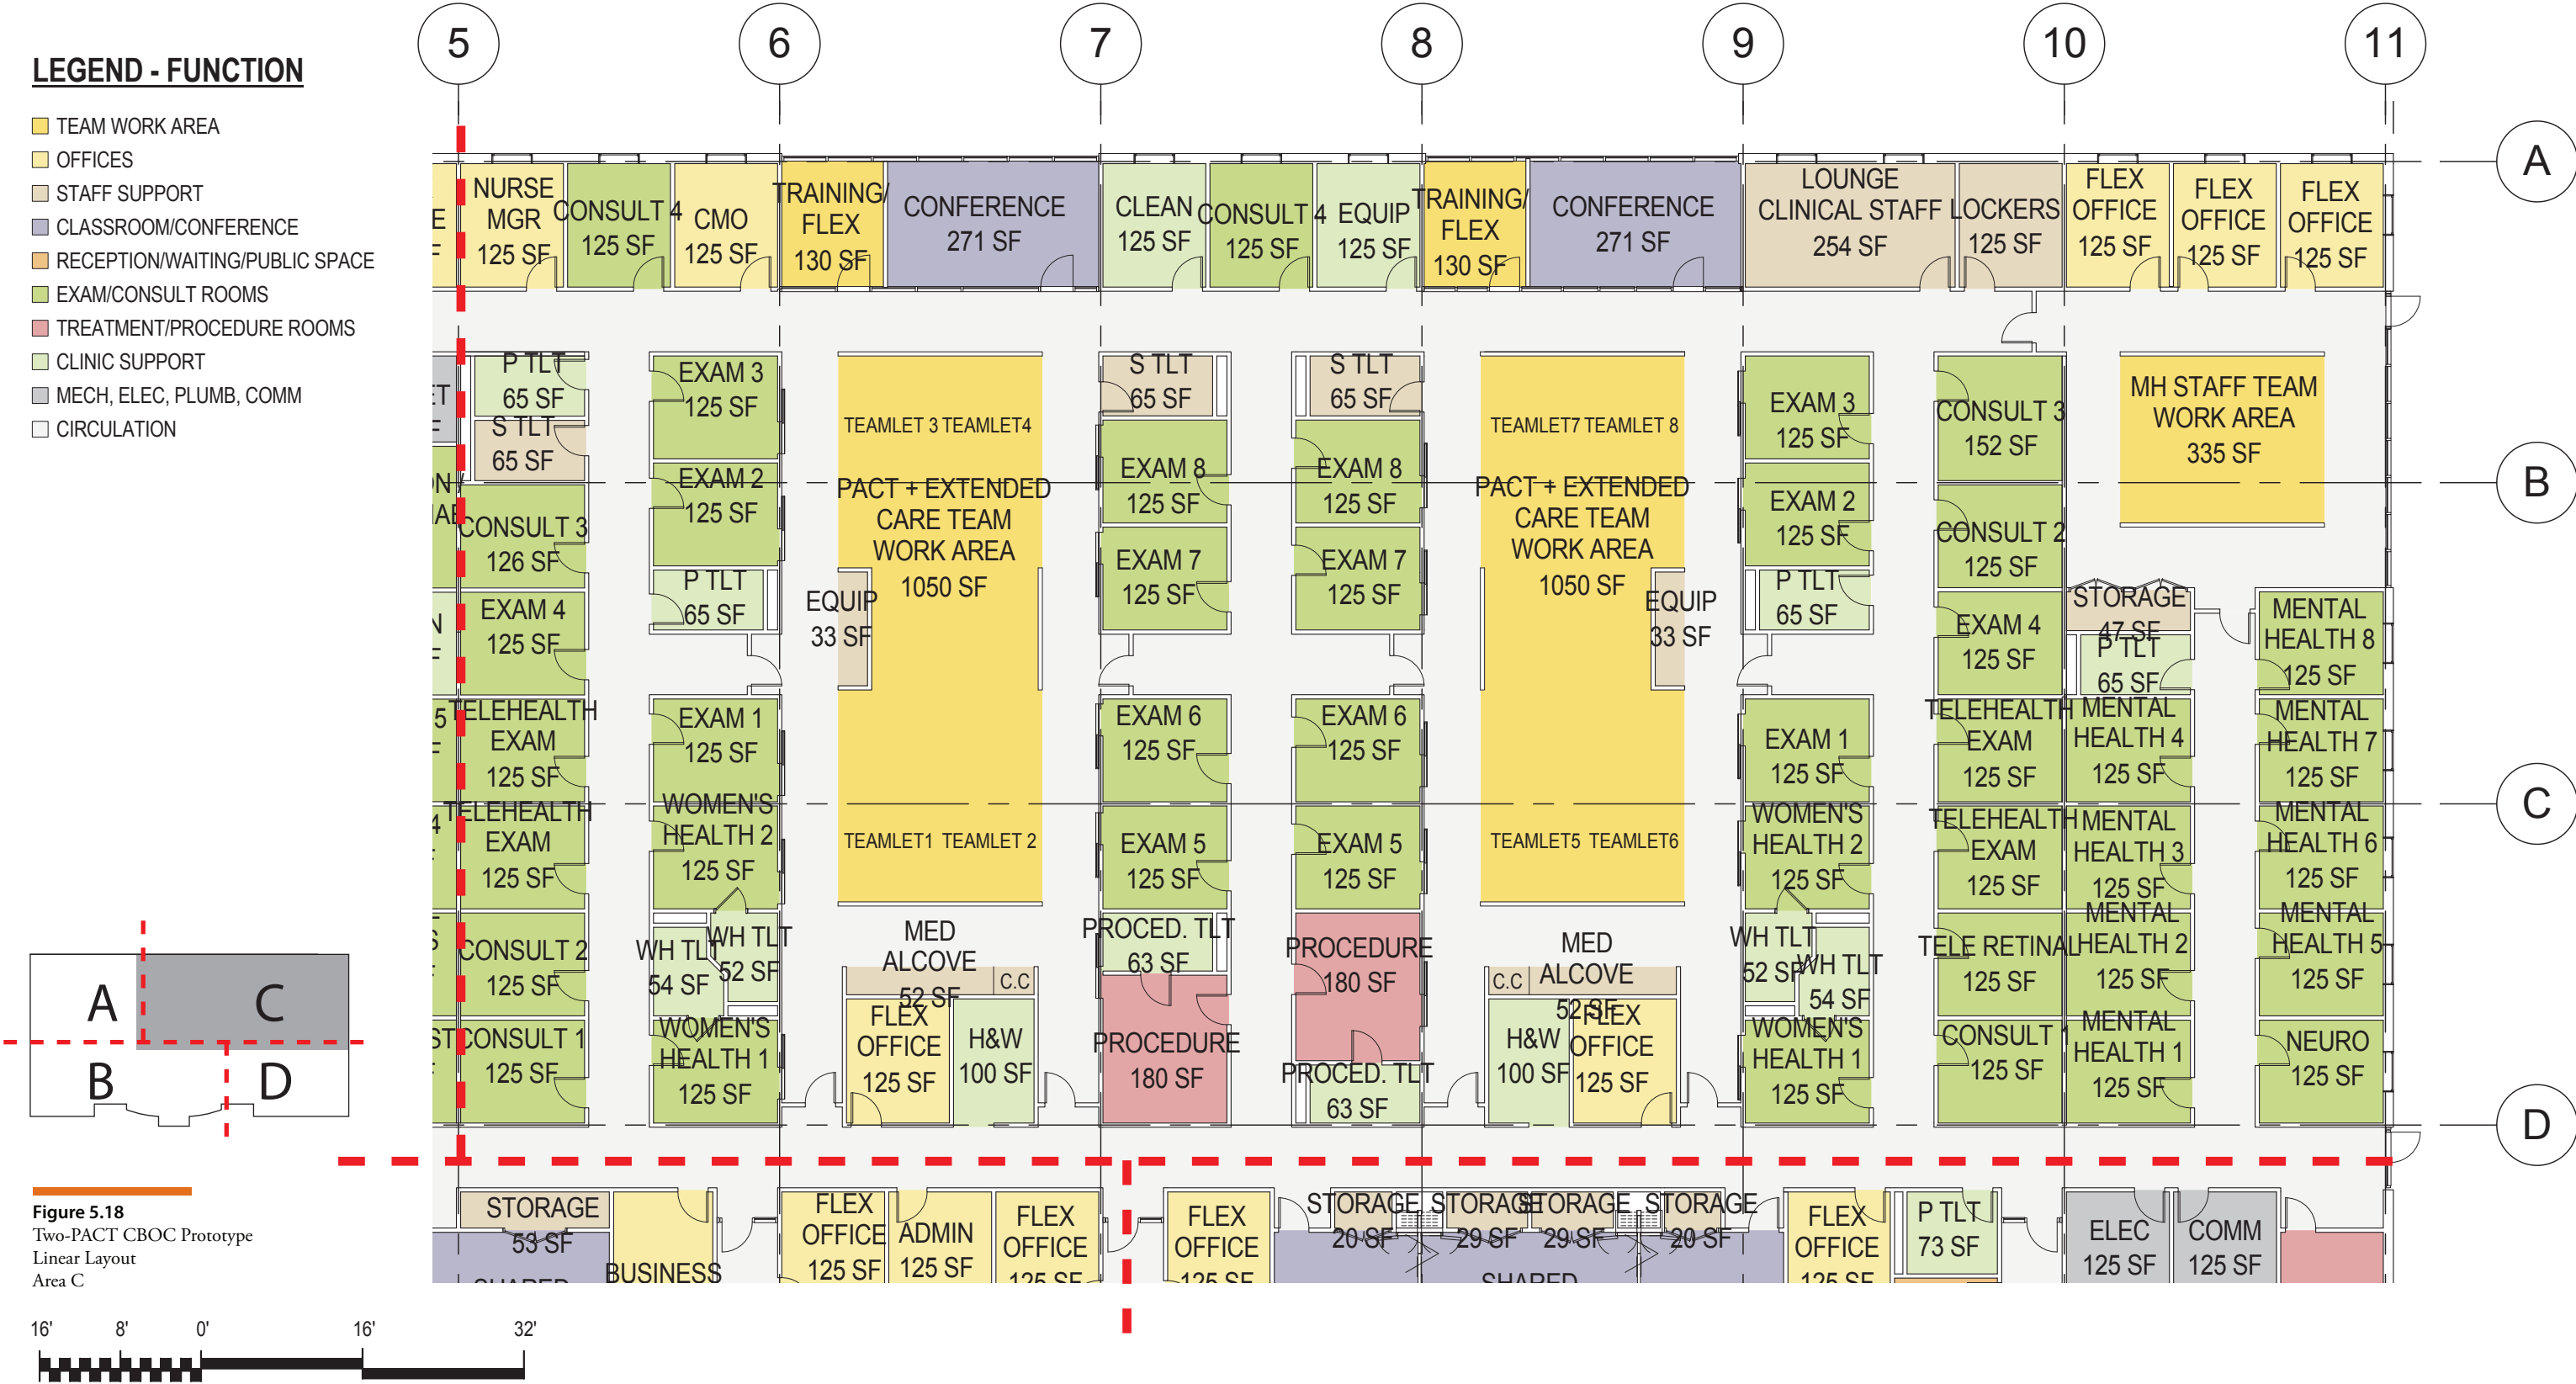 5
6
7
8
9
10
11
A
B
C
D
LEGEND - FUNCTION
TEAM WORK AREA
OFFICES
STAFF SUPPORT
CLASSROOM/CONFERENCE
RECEPTION/WAITING/PUBLIC SPACE
EXAM/CONSULT ROOMS
TREATMENT/PROCEDURE ROOMS
CLINIC SUPPORT
MECH, ELEC, PLUMB, COMM
CIRCULATION
NURSE
MGR
125 SF
CONSULT 4
125 SF
CMO
125 SF
TRAINING/
FLEX
130 SF
CONFERENCE
271 SF
CLEAN
125 SF
CONSULT 4
125 SF
EQUIP
125 SF
TRAINING/
FLEX
130 SF
CONFERENCE
271 SF
LOUNGE
CLINICAL STAFF
254 SF
LOCKERS
125 SF
FLEX
OFFICE
125 SF
FLEX
OFFICE
125 SF
FLEX
OFFICE
125 SF
P TLT
65 SF
S TLT
65 SF
CONSULT 3
126 SF
EXAM 4
125 SF
TELEHEALTH
EXAM
125 SF
TELEHEALTH
EXAM
125 SF
CONSULT 2
125 SF
CONSULT 1
125 SF
EXAM 3
125 SF
EXAM 2
125 SF
P TLT
65 SF
EXAM 1
125 SF
WOMEN'S
HEALTH 2
125 SF
WH TLT
54 SF
WH TLT
52 SF
WOMEN'S
HEALTH 1
125 SF
TEAMLET 3 TEAMLET4
PACT + EXTENDED
CARE TEAM
WORK AREA
1050 SF
EQUIP
33 SF
TEAMLET1 TEAMLET 2
MED
ALCOVE
52 SF
C.C
FLEX
OFFICE
125 SF
H&W
100 SF
S TLT
65 SF
EXAM 8
125 SF
EXAM 7
125 SF
EXAM 6
125 SF
EXAM 5
125 SF
PROCED. TLT
63 SF
PROCEDURE
180 SF
S TLT
65 SF
EXAM 8
125 SF
EXAM 7
125 SF
EXAM 6
125 SF
EXAM 5
125 SF
PROCEDURE
180 SF
PROCED. TLT
63 SF
TEAMLET7 TEAMLET 8
PACT + EXTENDED
CARE TEAM
WORK AREA
1050 SF
EQUIP
33 SF
TEAMLET5 TEAMLET6
MED
ALCOVE
52 SF
C.C
H&W
100 SF
FLEX
OFFICE
125 SF
EXAM 3
125 SF
EXAM 2
125 SF
P TLT
65 SF
EXAM 1
125 SF
WOMEN'S
HEALTH 2
125 SF
WH TLT
52 SF
WH TLT
54 SF
WOMEN'S
HEALTH 1
125 SF
CONSULT 3
152 SF
CONSULT 2
125 SF
EXAM 4
125 SF
TELEHEALTH
EXAM
125 SF
TELEHEALTH
EXAM
125 SF
TELE RETINAL
125 SF
CONSULT 1
125 SF
MH STAFF TEAM
WORK AREA
335 SF
STORAGE
47 SF
P TLT
65 SF
MENTAL
HEALTH 4
125 SF
MENTAL
HEALTH 3
125 SF
MENTAL
HEALTH 2
125 SF
MENTAL
HEALTH 1
125 SF
MENTAL
HEALTH 8
125 SF
MENTAL
HEALTH 7
125 SF
MENTAL
HEALTH 6
125 SF
MENTAL
HEALTH 5
125 SF
NEURO
125 SF
STORAGE
53 SF
SHARED
BUSINESS
FLEX
OFFICE
125 SF
ADMIN
125 SF
FLEX
OFFICE
125 SF
FLEX
OFFICE
125 SF
STORAGE
20 SF
STORAGE
29 SF
STORAGE
29 SF
STORAGE
20 SF
SHARED
FLEX
OFFICE
125 SF
P TLT
73 SF
ELEC
125 SF
COMM
125 SF
A
C
B
D
Figure 5.18
Two-PACT CBOC Prototype
Linear Layout
Area C
16' 8' 0' 16' 32'